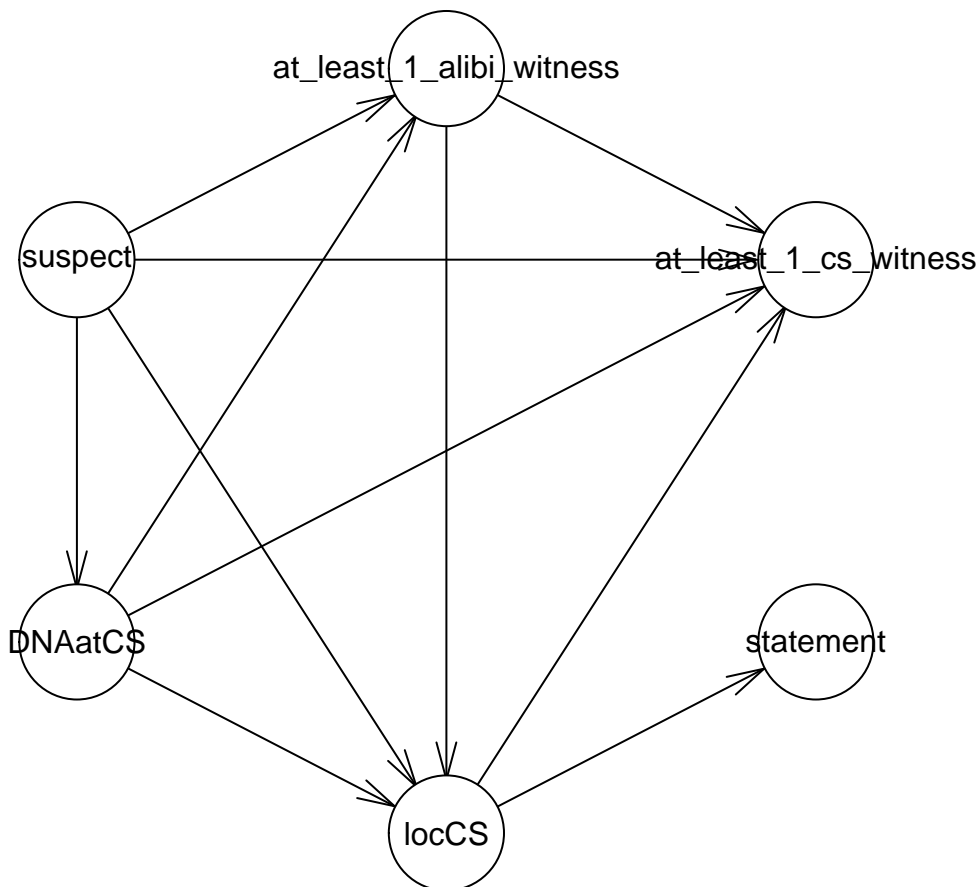 at_least_1_alibi_witness
suspect
at_least_1_cs_witness
DNAatCS
statement
locCS